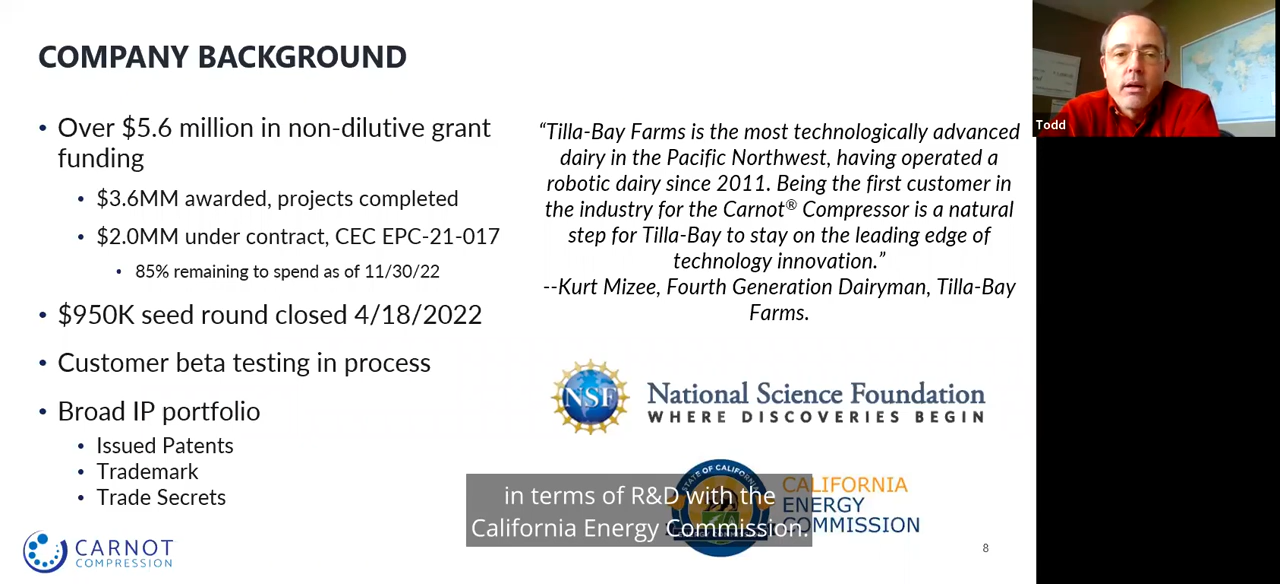 COMPANY BACKGROUND
• Over $5.6 million in non-dilutive grant
funding
• $3.6MM awarded, projects completed
• $2.0MM under contract, CEC EPC-21-017
• 85% remaining to spend as of 11/30/22
• $950K seed round closed 4/18/2022
• Customer beta testing in process
• Broad IP portfolio
• Issued Patents
• Trademark
• Trade Secrets
“Tilla-Bay Farms is the most technologically advanced
dairy in the Pacific Northwest, having operated a
robotic dairy since 2011. Being the first customer in
the industry for the Carnot® Compressor is a natural
step for Tilla-Bay to stay on the leading edge of
technology innovation.”
--Kurt Mizee, Fourth Generation Dairyman, Tilla-Bay
Farms.
NSF
National Science Foundation
WHERE DISCOVERIES BEGIN
STATE OF CALIFORNIA
CALIFORNIA
ENERGY
COMMISSION
in terms of R&D with the
California Energy Commission.
CARNOT
COMPRESSION
8
Todd